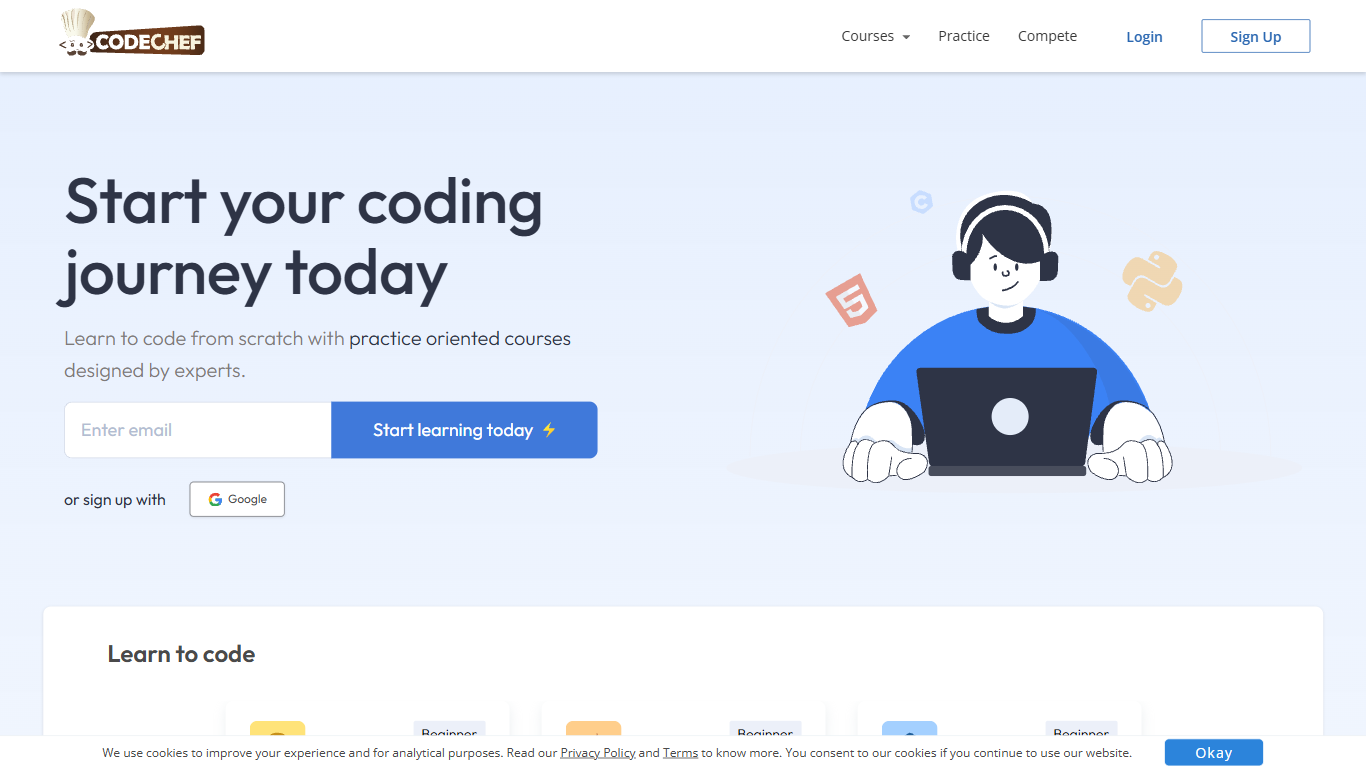 CODECHEF
Courses
Practice
Compete
Login
Sign Up
Start your coding
journey today
Learn to code from scratch with practice oriented courses
designed by experts.
Enter email
Start learning today
or sign up with
Google
Learn to code
Beginner
Beginner
Beginner
We use cookies to improve your experience and for analytical purposes. Read our Privacy Policy and Terms to know more. You consent to our cookies if you continue to use our website.
Okay